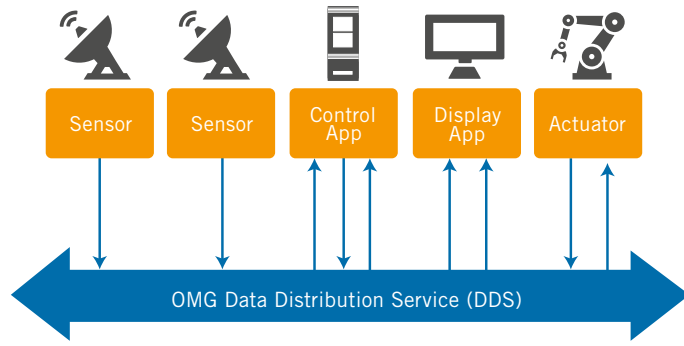 Sensor
Sensor
Control
App
Display
App
Actuator
OMG Data Distribution Service (DDS)